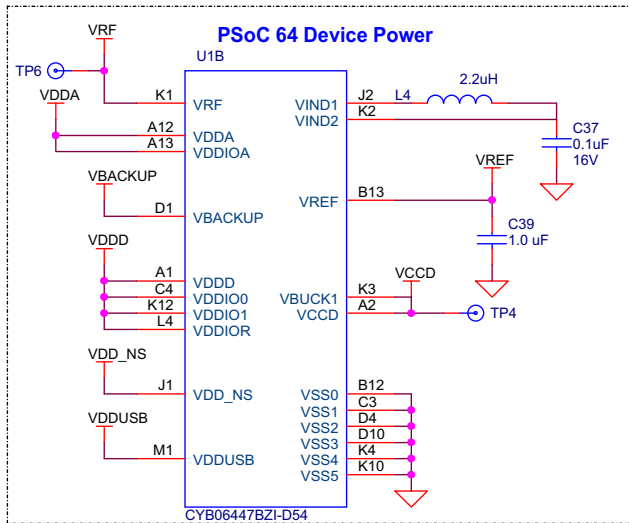 PSoC 64 Device Power
VRF
TP6
VDDA
VBACKUP
VDDD
VDD_NS
VDDUSB
U1B
K1 VRF
A12 VDDA
A13 VDDIOA
D1 VBACKUP
A1 VDDD
C4 VDDIO0
K12 VDDIO1
L4 VDDIOR
J1 VDD_NS
M1 VDDUSB
VIND1 J2
VIND2 K2
VREF B13
VBUCK1 K3
VCCD A2
VSS0 B12
VSS1 C3
VSS2 D4
VSS3 D10
VSS4 K4
VSS5 K10
CYB06447BZI-D54
L4 2.2uH
C37
0.1uF
16V
VREF
C39
1.0 uF
VCCD
TP4